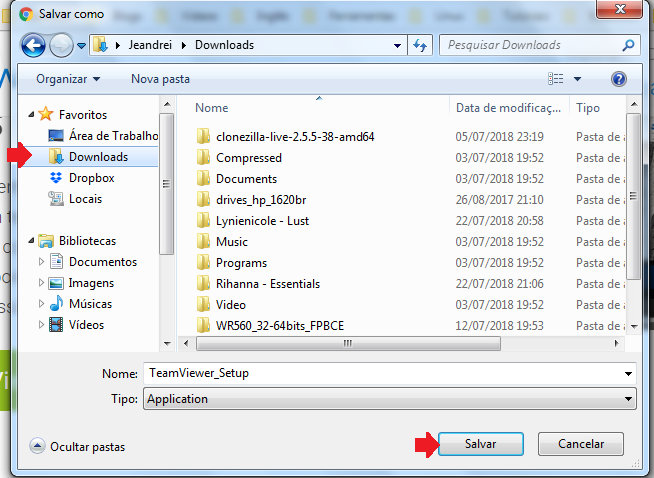 Salvar como
Blogs Vídeos Inglês Ferramentas Linux Tutoriais
Jeandrei Downloads
Pesquisar Downloads
Organizar Nova pasta
Favoritos
Área de Trabalho
Downloads
Dropbox
Locais
Bibliotecas
Documentos
Imagens
Músicas
Vídeos
Nome Data de modificaç... Tipo
clonezilla-live-2.5.5-38-amd64 05/07/2018 23:19 Pasta de a
Compressed 03/07/2018 19:52 Pasta de a
Documents 03/07/2018 19:52 Pasta de a
drives_hp_1620br 26/08/2017 21:10 Pasta de a
Lynienicole - Lust 22/07/2018 20:58 Pasta de a
Music 03/07/2018 19:52 Pasta de a
Programs 03/07/2018 19:52 Pasta de a
Rihanna - Essentials 22/07/2018 21:06 Pasta de a
Video 03/07/2018 19:52 Pasta de a
WR560_32-64bits_FPBCE 12/07/2018 19:53 Pasta de a
Nome: TeamViewer_Setup
Tipo: Application
Ocultar pastas
Salvar Cancelar